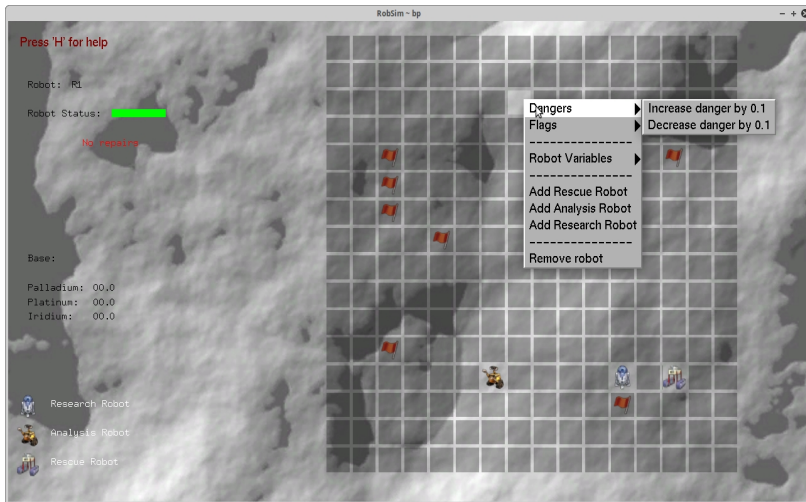 RobSim ~ bp
Press 'H' for help
Robot: R1
Robot Status:
No repairs
Base:
Palladium: 00.0
Platinum: 00.0
Iridium: 00.0
Research Robot
Analysis Robot
Rescue Robot
Dangers
Flags
------------------
Robot Variables
------------------
Add Rescue Robot
Add Analysis Robot
Add Research Robot
------------------
Remove robot
Increase danger by 0.1
Decrease danger by 0.1